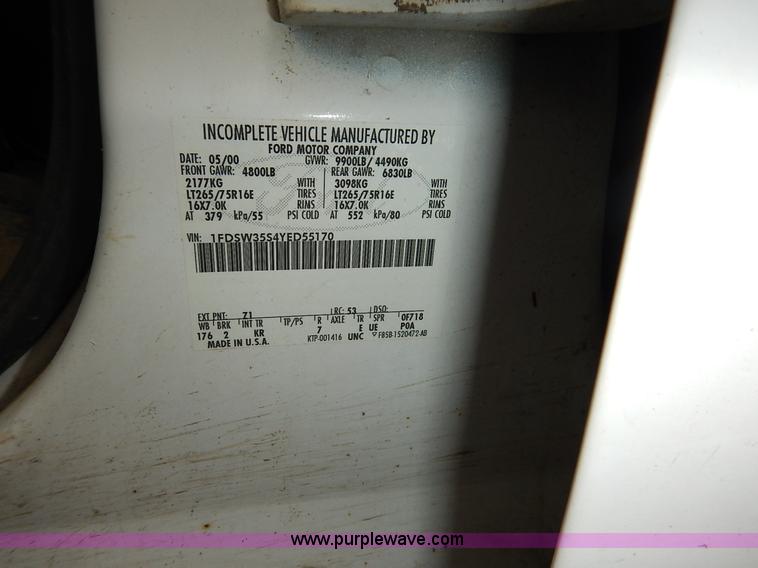 INCOMPLETE VEHICLE MANUFACTURED BY
FORD MOTOR COMPANY
DATE: 05/00 GVWR: 9900LB/ 4490KG
FRONT GAWR: 4800LB REAR GAWR: 6830LB
2177KG WITH 3098KG WITH
LT265/75R16E TIRES LT265/75R16E TIRES
16X7.0K RIMS 16X7.0K RIMS
AT 379 kPa/55 PSI COLD AT 552 kPa/80 PSI COLD
VIN: 1FDSW35S4YED55170
EXT PNT: Z1 RC: 53 DSO:
WB BRK INT TR TP/PS R AXLE TR SPR 0F718
176 2 KR 7 E UE POA
MADE IN U.S.A. KTP-001416 UNC F85B-1520472-AB
www.purplewave.com